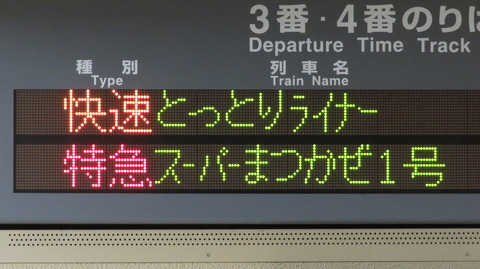 3番・4番のりば
Departure Time Track
種別 列車名
Type Train Name
快速とっとりライナー
特急スーパーまつかぜ1号